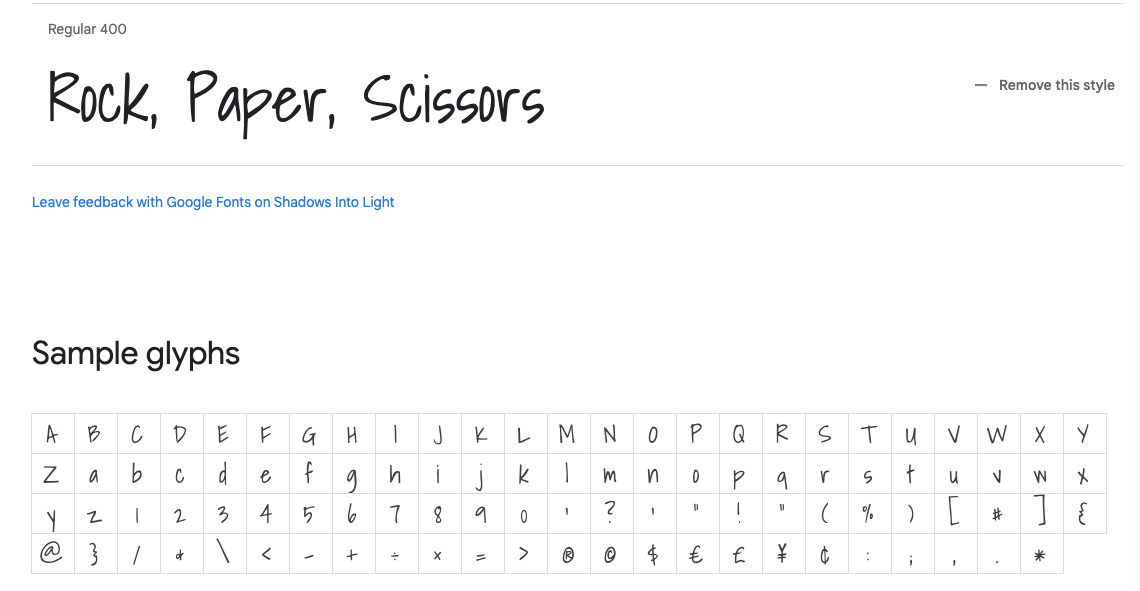 Regular 400
Rock, Paper, Scissors
— Remove this style
Leave feedback with Google Fonts on Shadows Into Light
Sample glyphs
A B C D E F G H I J K L M N O P Q R S T U V W X Y
Z a b c d e f g h i j k l m n o p q r s t u v w x
y z 1 2 3 4 5 6 7 8 9 0 ' ? ' " ! " ( % ) [ # ] {
@ } / & \ < - + ÷ × = > ® © $ € £ ¥ ¢ : ; , . *